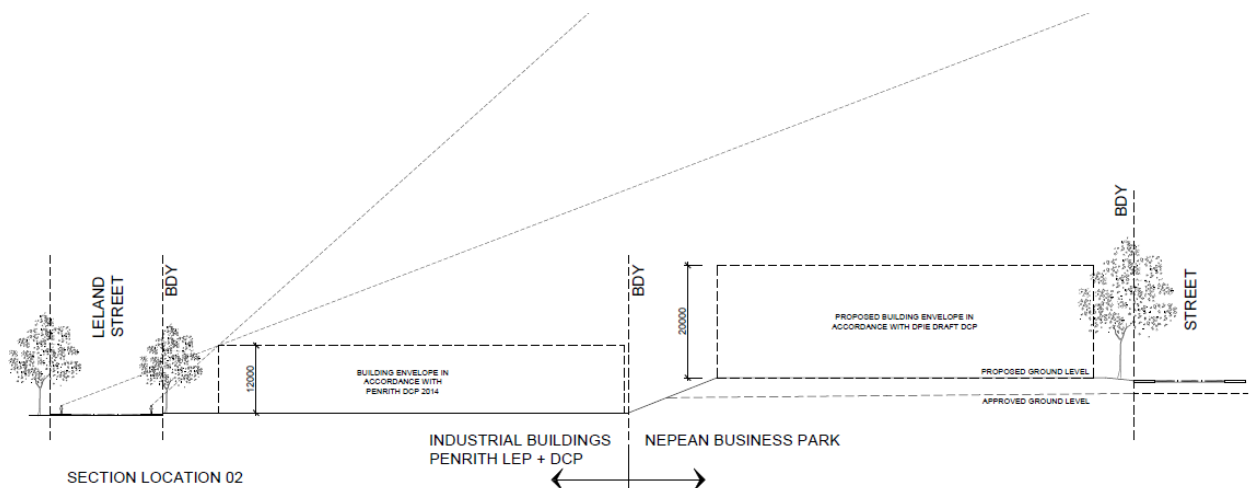 LELAND
STREET
BDY
12000
BUILDING ENVELOPE IN
ACCORDANCE WITH
PENRITH DCP 2014
BDY
20000
PROPOSED BUILDING ENVELOPE IN
ACCORDANCE WITH DPIE DRAFT DCP
BDY
STREET
PROPOSED GROUND LEVEL
APPROVED GROUND LEVEL
INDUSTRIAL BUILDINGS
PENRITH LEP + DCP
NEPEAN BUSINESS PARK
SECTION LOCATION 02